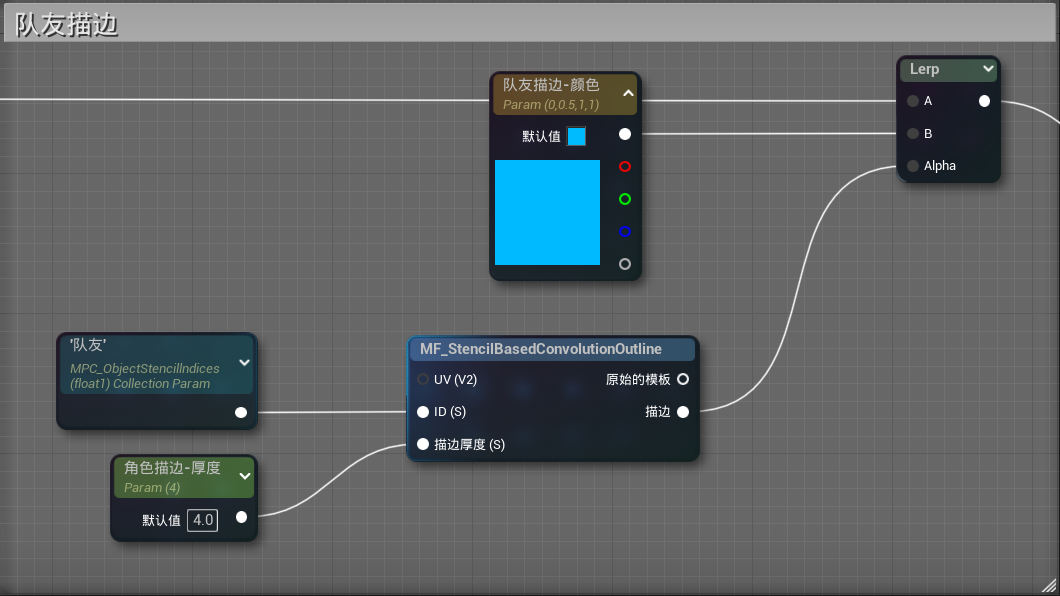 队友描边
队友描边-颜色
Param (0,0.5,1,1)
默认值
Lerp
A
B
Alpha
'队友'
MPC_ObjectStencilIndices
(float1) Collection Param
MF_StencilBasedConvolutionOutline
UV (V2)
原始的模板
ID (S)
描边
描边厚度 (S)
角色描边-厚度
Param (4)
默认值 4.0